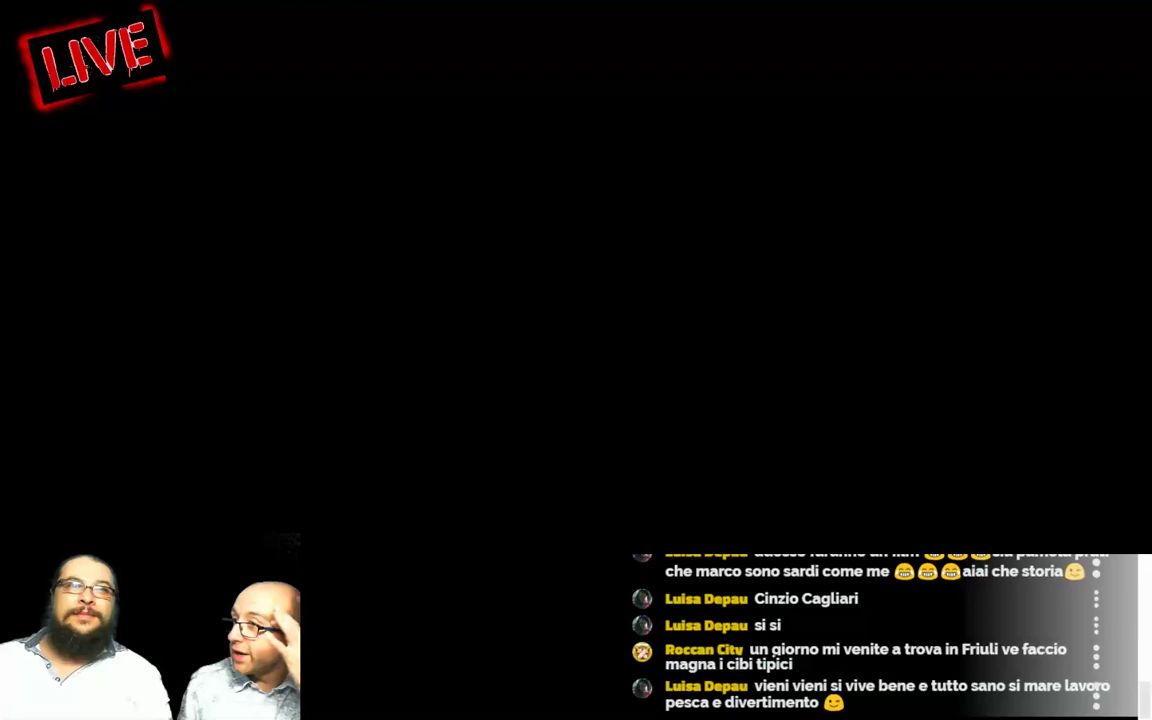 LIVE
Luisa Depau
che marco sono sardi come me 😂😂😂aiai che storia😉
Luisa Depau Cinzio Cagliari
Luisa Depau si si
Roccan City un giorno mi venite a trova in Friuli ve faccio
magna i cibi tipici
Luisa Depau vieni vieni si vive bene e tutto sano si mare lavoro
pesca e divertimento 😉